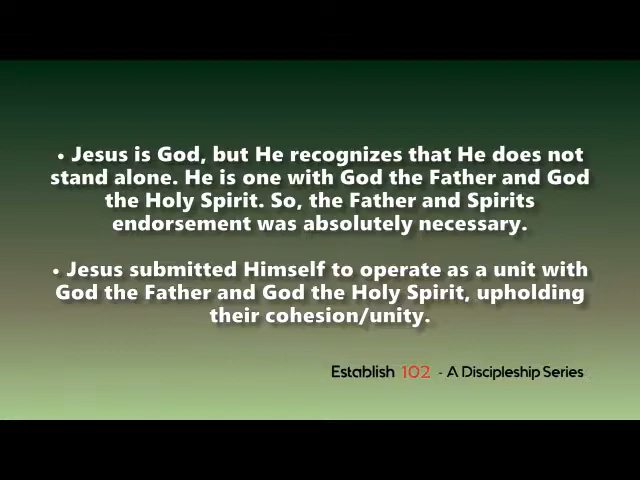 • Jesus is God, but He recognizes that He does not
stand alone. He is one with God the Father and God
the Holy Spirit. So, the Father and Spirits
endorsement was absolutely necessary.
• Jesus submitted Himself to operate as a unit with
God the Father and God the Holy Spirit, upholding
their cohesion/unity.
Establish 102 - A Discipleship Series